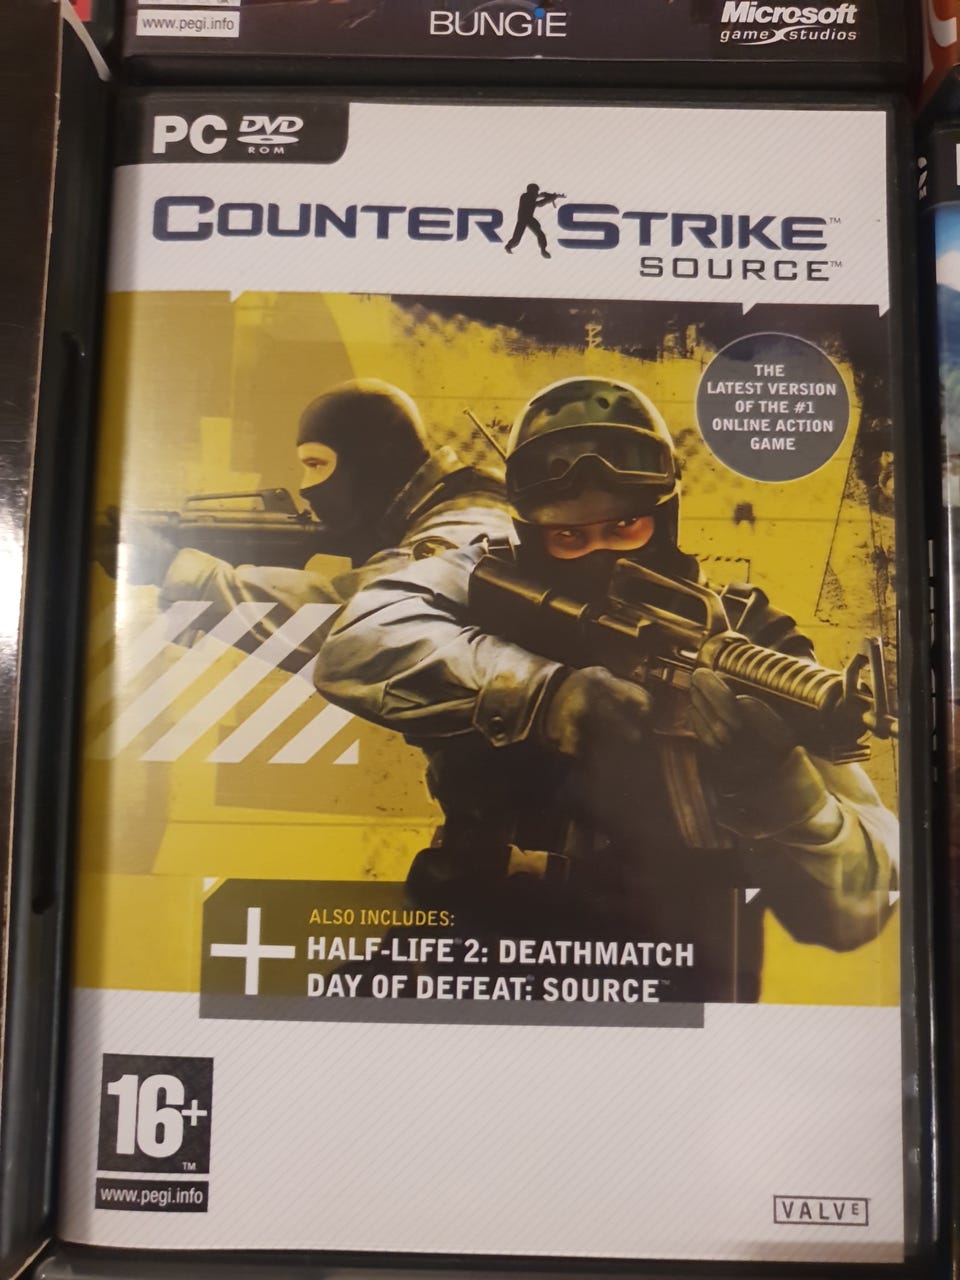 www.pegi.info
BUNGiE
Microsoft
game studios
PC DVD
ROM
COUNTER STRIKE™
SOURCE™
THE
LATEST VERSION
OF THE #1
ONLINE ACTION
GAME
ALSO INCLUDES:
HALF-LIFE 2: DEATHMATCH
DAY OF DEFEAT: SOURCE™
16+
™
www.pegi.info
VALVE